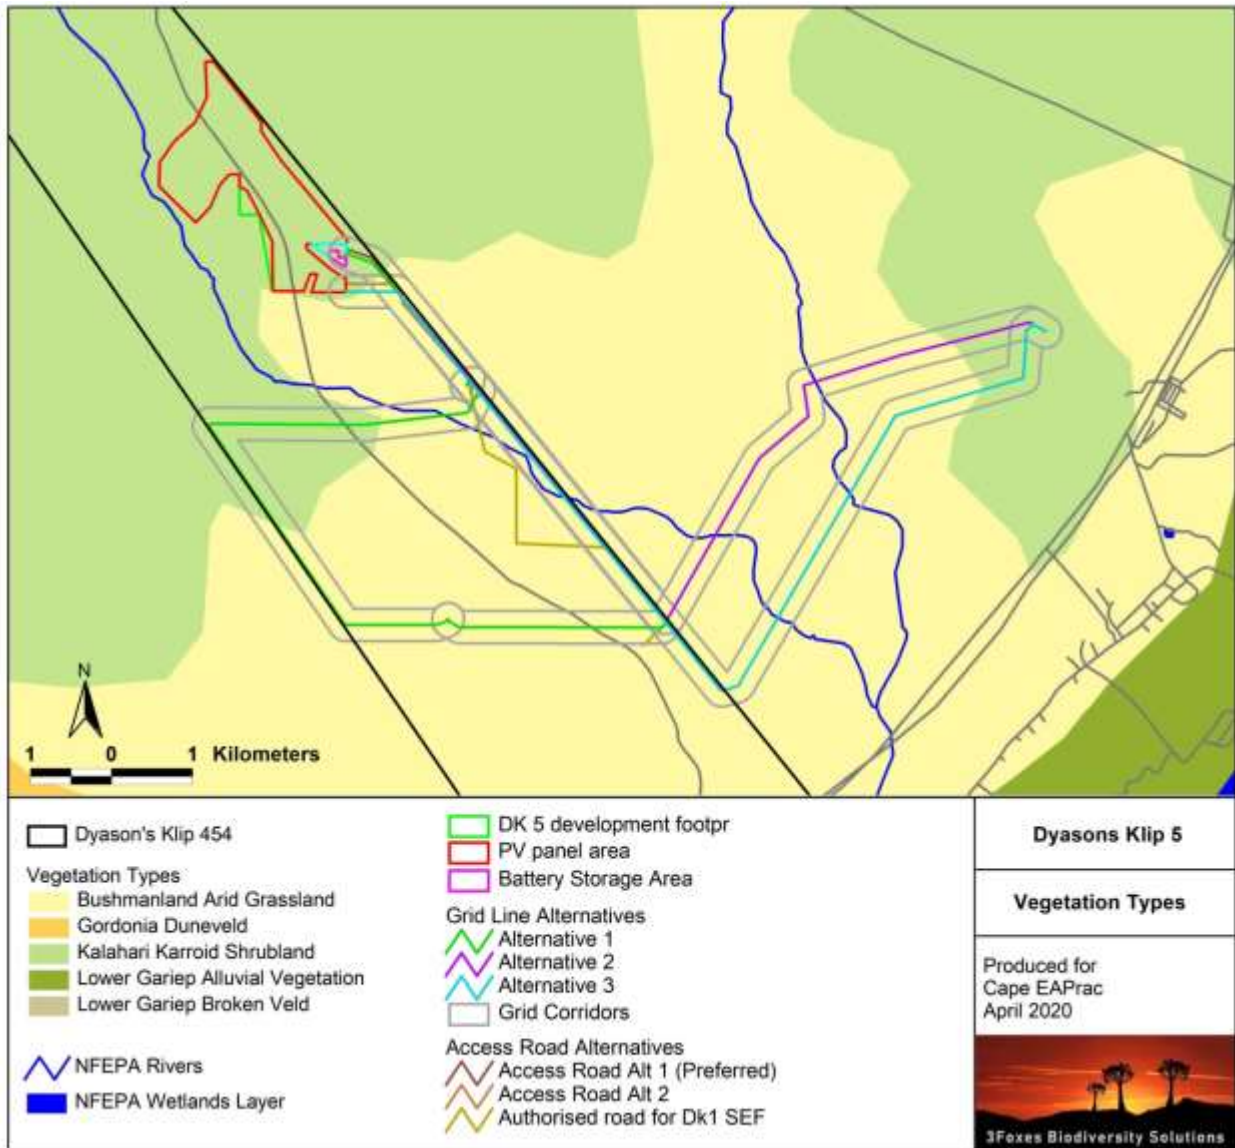 N
1 0 1 Kilometers
Dyason's Klip 454
Vegetation Types
Bushmanland Arid Grassland
Gordonia Duneveld
Kalahari Karroid Shrubland
Lower Gariep Alluvial Vegetation
Lower Gariep Broken Veld
NFEPA Rivers
NFEPA Wetlands Layer
DK 5 development footpr
PV panel area
Battery Storage Area
Grid Line Alternatives
Alternative 1
Alternative 2
Alternative 3
Grid Corridors
Access Road Alternatives
Access Road Alt 1 (Preferred)
Access Road Alt 2
Authorised road for Dk1 SEF
Dyasons Klip 5
Vegetation Types
Produced for
Cape EAPrac
April 2020
3Foxes Biodiversity Solutions